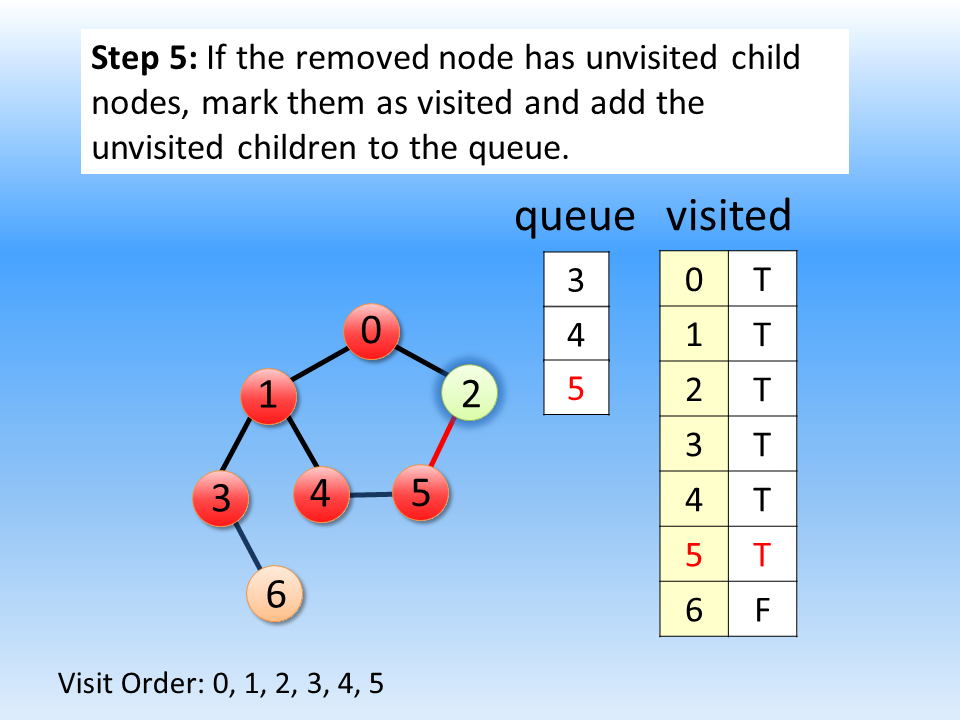 Step 5: If the removed node has unvisited child
nodes, mark them as visited and add the
unvisited children to the queue.
queue visited
3 0 T
4 1 T
5 2 T
3 T
4 T
5 T
6 F
0
1 2
3 4 5
6
Visit Order: 0, 1, 2, 3, 4, 5